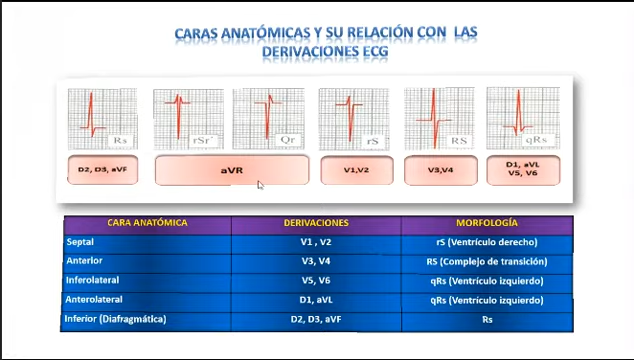 CARAS ANATÓMICAS Y SU RELACIÓN CON LAS
DERIVACIONES ECG
Rs rSr' Qr rS RS qRs
D2, D3, aVF aVR V1,V2 V3,V4 D1, aVL
V5, V6
CARA ANATÓMICA DERIVACIONES MORFOLOGÍA
Septal V1 , V2 rS (Ventrículo derecho)
Anterior V3, V4 RS (Complejo de transición)
Inferolateral V5, V6 qRs (Ventrículo izquierdo)
Anterolateral D1, aVL qRs (Ventrículo izquierdo)
Inferior (Diafragmática) D2, D3, aVF Rs